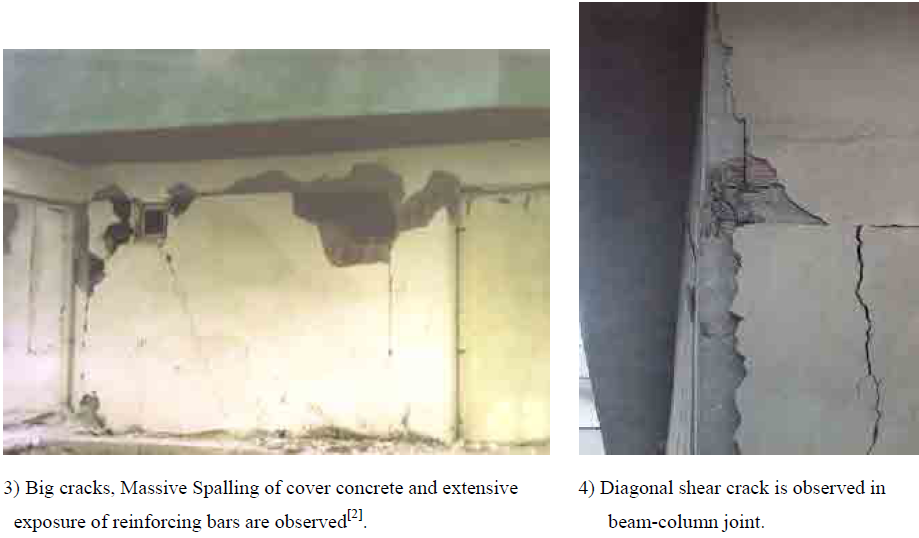 3) Big cracks, Massive Spalling of cover concrete and extensive
exposure of reinforcing bars are observed[2].
4) Diagonal shear crack is observed in
beam-column joint.